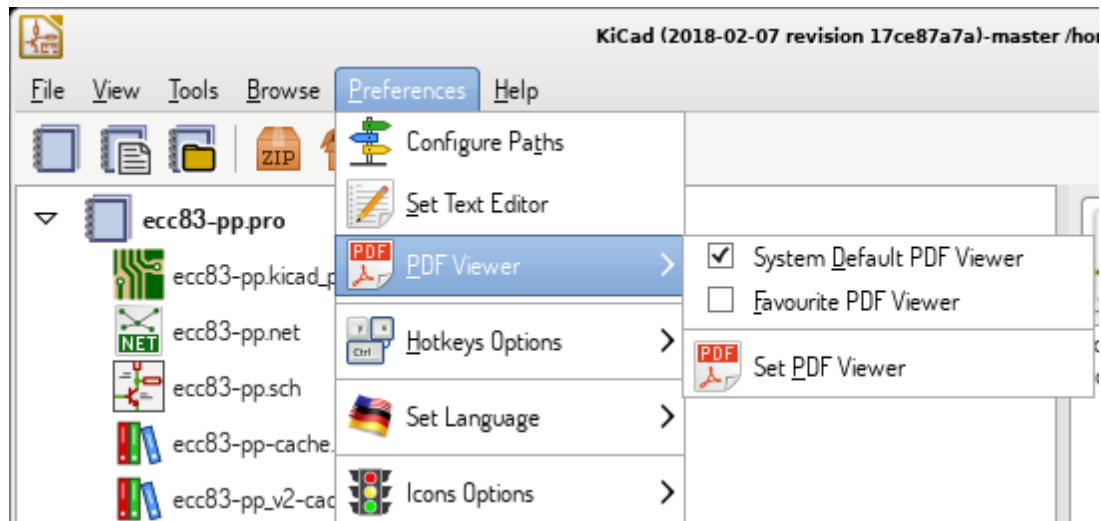 KiCad (2018-02-07 revision 17ce87a7a)-master /hor
File View Tools Browse Preferences Help
ZIP
Configure Paths
Set Text Editor
PDF
PDF Viewer
Hotkeys Options
Ctrl
Set Language
Icons Options
System Default PDF Viewer
Favourite PDF Viewer
PDF
Set PDF Viewer
ecc83-pp.pro
ecc83-pp.kicad_p
NET
ecc83-pp.net
ecc83-pp.sch
ecc83-pp-cache.
ecc83-pp_v2-cac